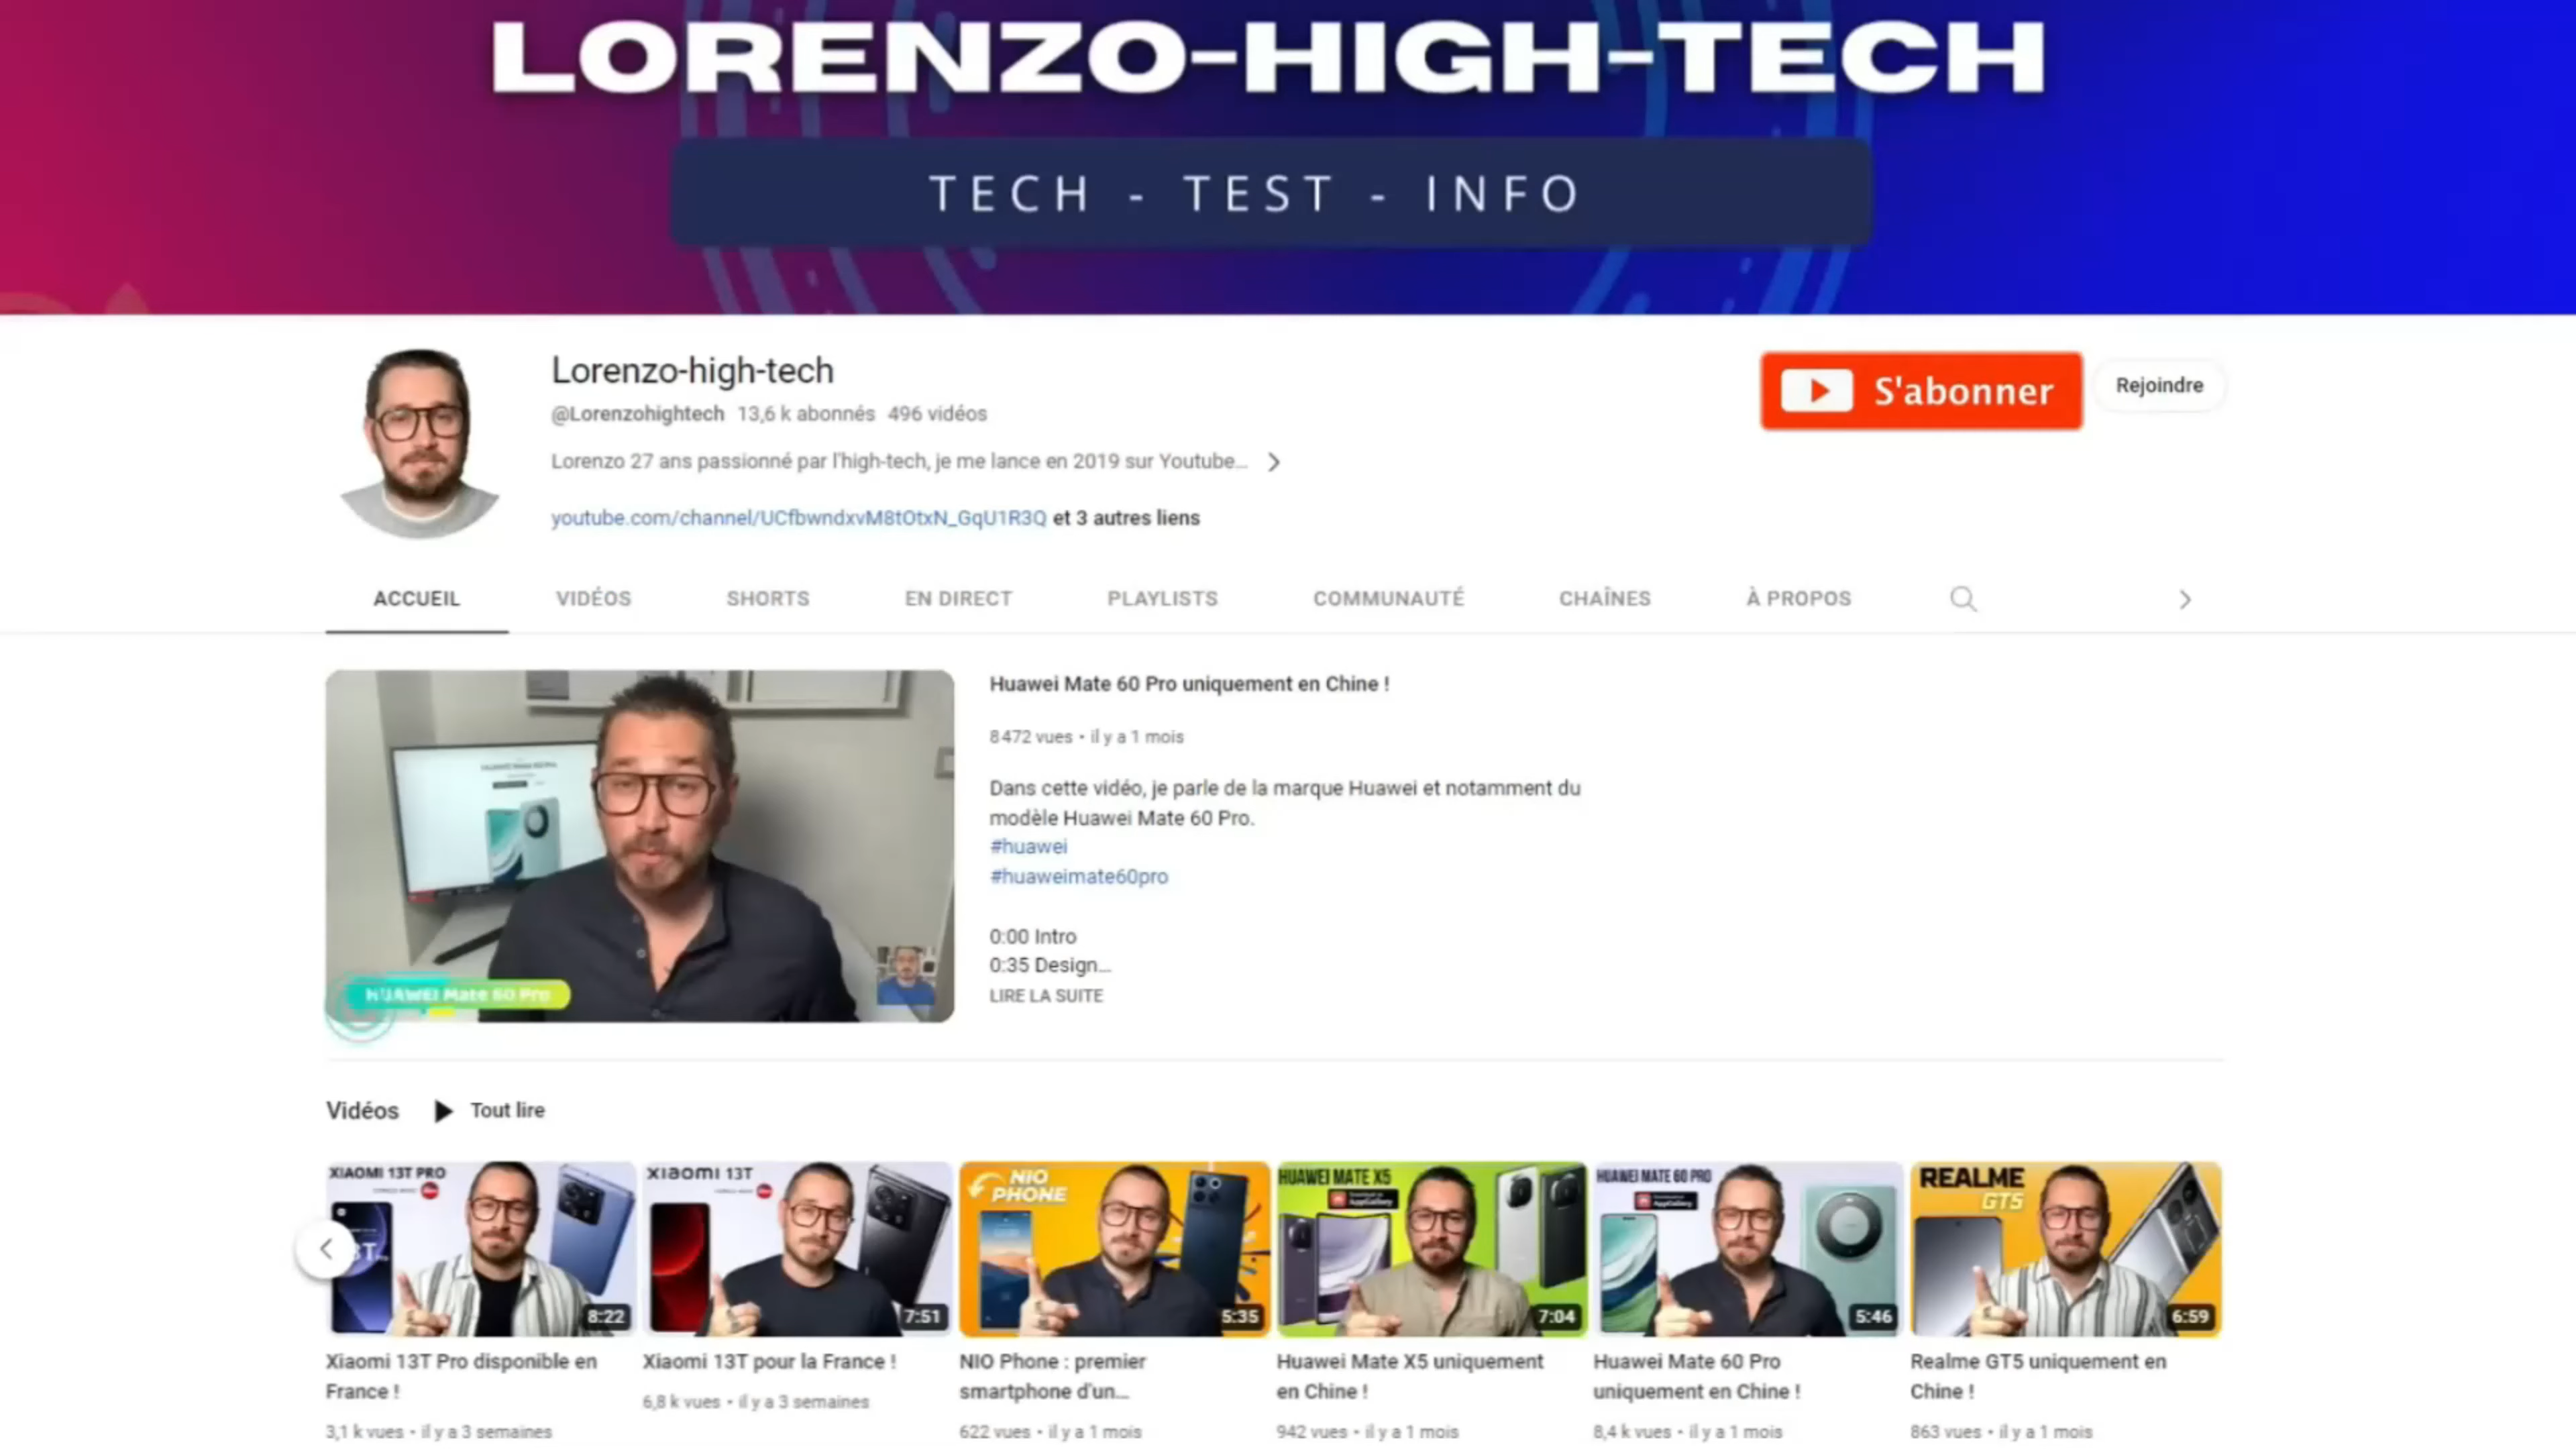 LORENZO-HIGH-TECH
TECH - TEST - INFO
Lorenzo-high-tech
@Lorenzohightech 13,6 k abonnés 496 vidéos
S'abonner
Rejoindre
Lorenzo 27 ans passionné par l'high-tech, je me lance en 2019 sur Youtube...
youtube.com/channel/UCfbwndxvM8tOtxN_GqU1R3Q et 3 autres liens
ACCUEIL VIDÉOS SHORTS EN DIRECT PLAYLISTS COMMUNAUTÉ CHAÎNES À PROPOS
Huawei Mate 60 Pro uniquement en Chine !
8 472 vues • il y a 1 mois
Dans cette vidéo, je parle de la marque Huawei et notamment du
modèle Huawei Mate 60 Pro.
#huawei
#huaweimate60pro
0:00 Intro
0:35 Design...
LIRE LA SUITE
HUAWEI Mate 60 Pro
Vidéos Tout lire
XIAOMI 13T PRO
8:22
XIAOMI 13T
7:51
NIO
PHONE
5:35
HUAWEI MATE X5
AppGallery
7:04
HUAWEI MATE 60 PRO
AppGallery
5:46
REALME
GT5
6:59
Xiaomi 13T Pro disponible en
France !
3,1 k vues • il y a 3 semaines
Xiaomi 13T pour la France !
6,8 k vues • il y a 3 semaines
NIO Phone : premier
smartphone d'un...
622 vues • il y a 1 mois
Huawei Mate X5 uniquement
en Chine !
942 vues • il y a 1 mois
Huawei Mate 60 Pro
uniquement en Chine !
8,4 k vues • il y a 1 mois
Realme GT5 uniquement en
Chine !
863 vues • il y a 1 mois